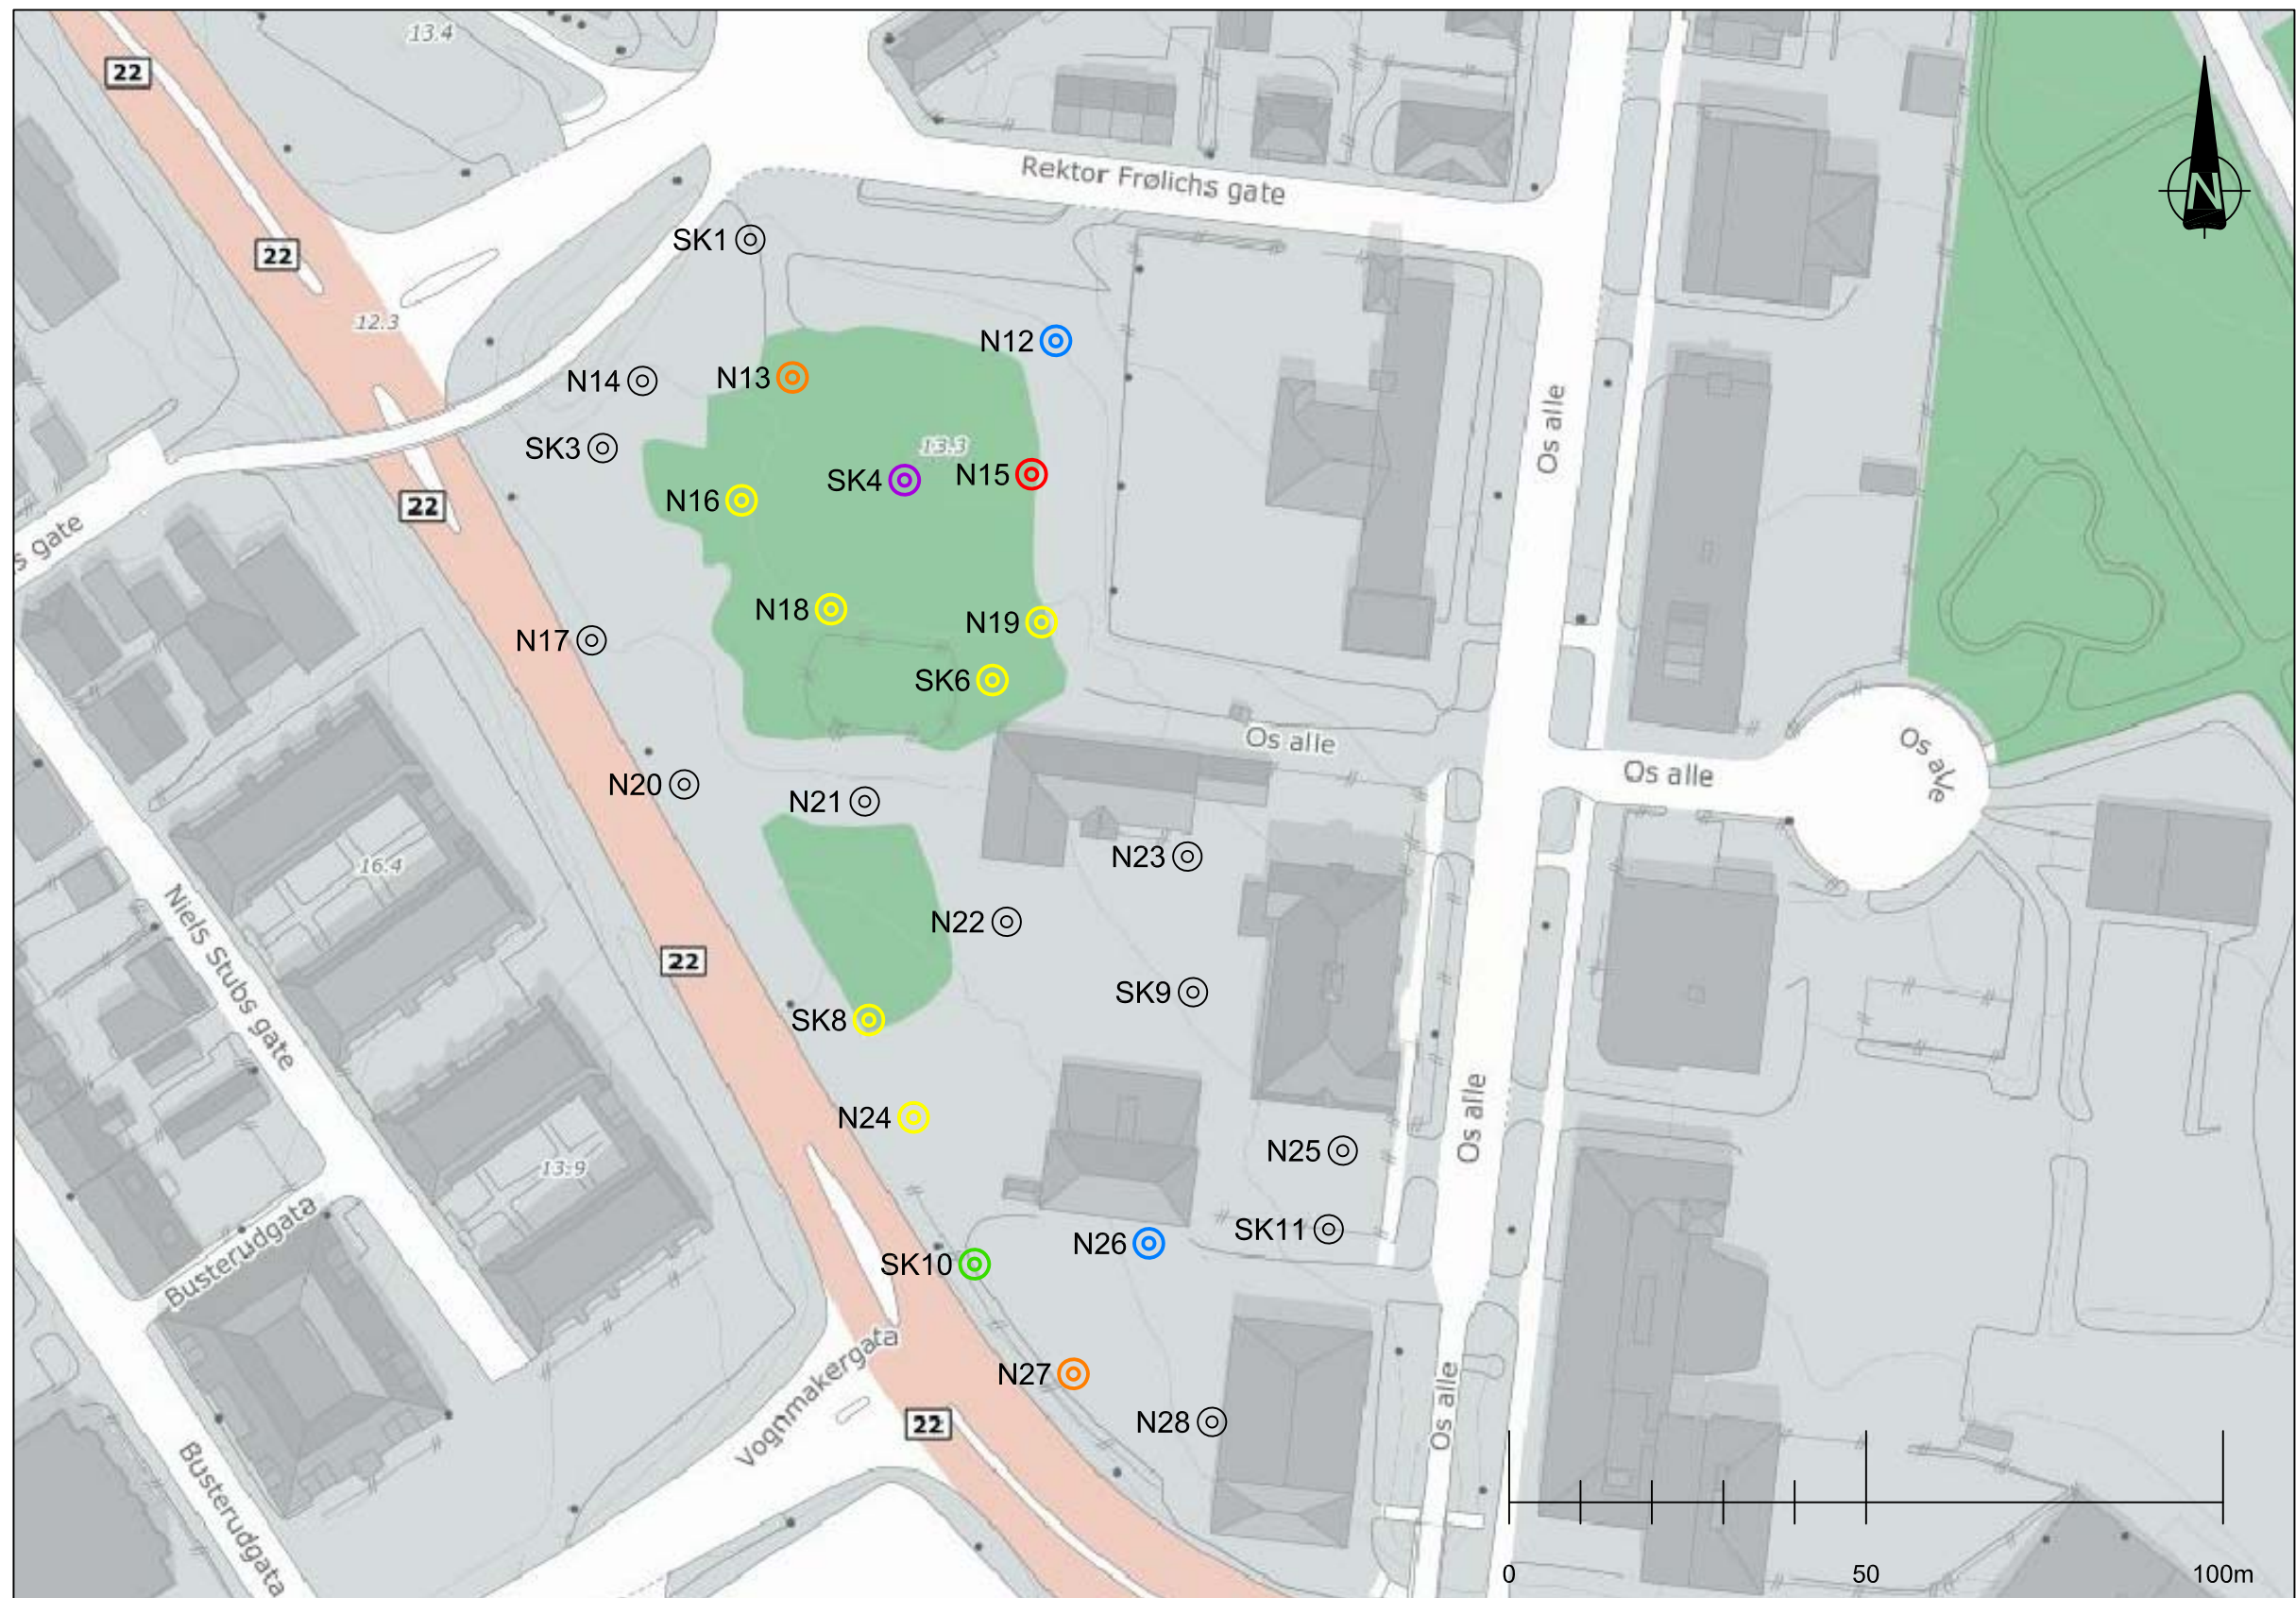 13.4
22
Rektor Frølichs gate
N
22
SK1
12.3
N12
N14
N13
Os alle
SK3
13.3
SK4
N15
N16
22
s gate
N18
N19
N17
SK6
Os alle
Os alle
Os alle
N20
N21
N23
16.4
N22
Niels Stubs gate
22
SK9
SK8
N24
Os alle
N25
13.9
SK11
N26
Busterudgata
SK10
N27
Vognmakergata
Os alle
22
N28
Busterudgata
0
50
100m